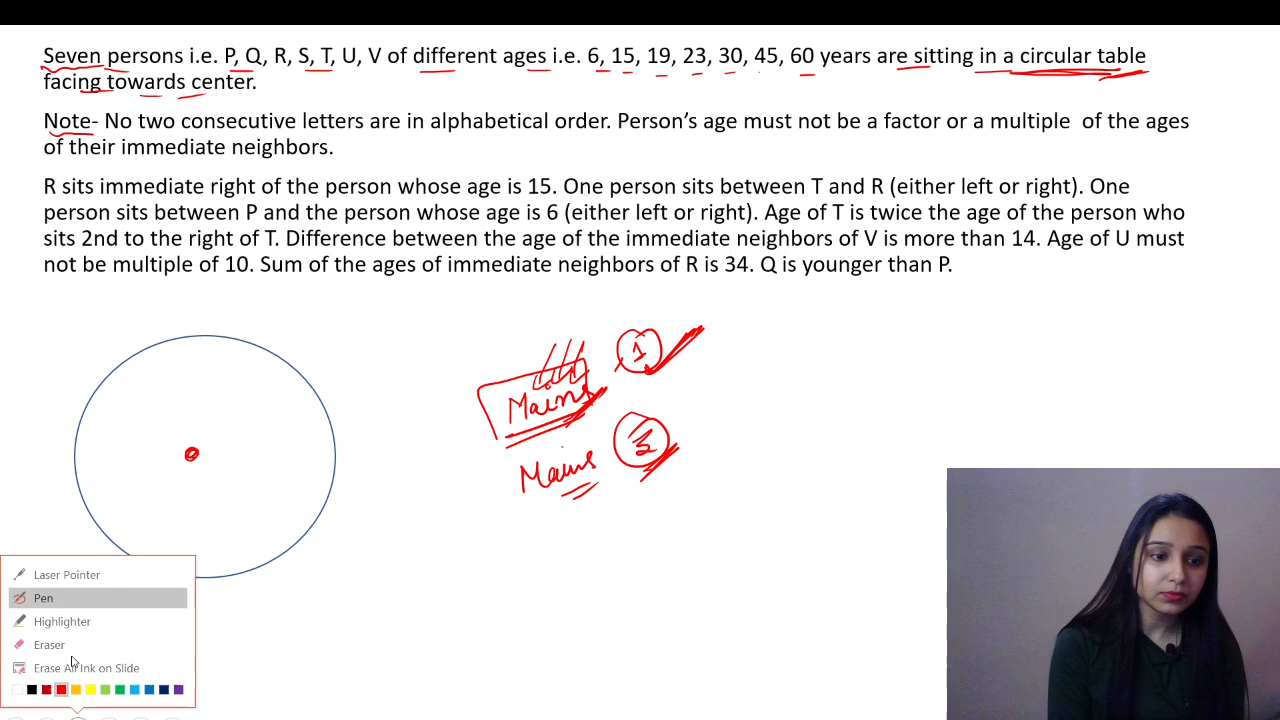 Seven persons i.e. P, Q, R, S, T, U, V of different ages i.e. 6, 15, 19, 23, 30, 45, 60 years are sitting in a circular table
facing towards center.
Note- No two consecutive letters are in alphabetical order. Person’s age must not be a factor or a multiple of the ages
of their immediate neighbors.
R sits immediate right of the person whose age is 15. One person sits between T and R (either left or right). One
person sits between P and the person whose age is 6 (either left or right). Age of T is twice the age of the person who
sits 2nd to the right of T. Difference between the age of the immediate neighbors of V is more than 14. Age of U must
not be multiple of 10. Sum of the ages of immediate neighbors of R is 34. Q is younger than P.
Mains 1
Mains
Laser Pointer
Pen
Highlighter
Eraser
Erase All Ink on Slide